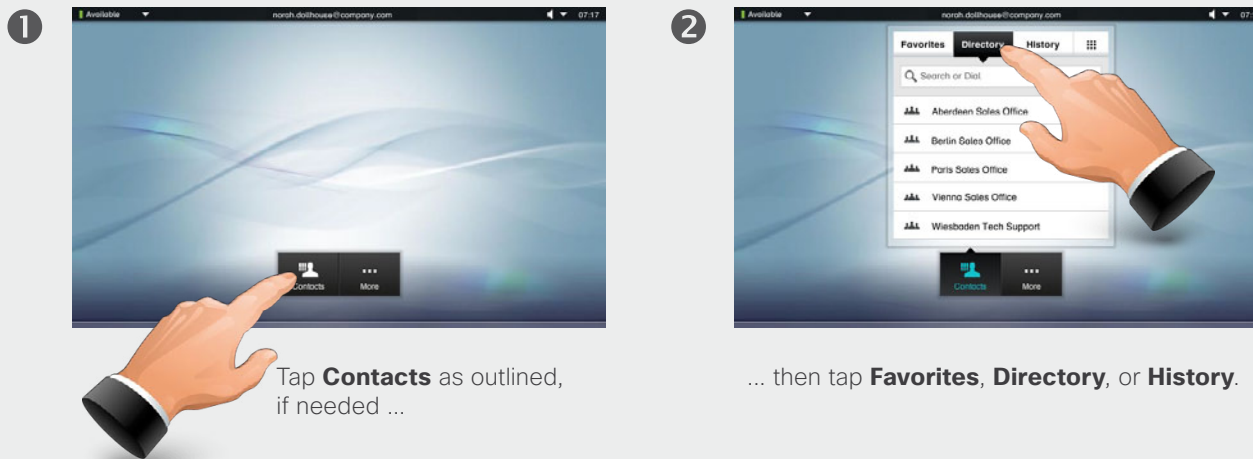 1
Available
norah.dollhouse@company.com
07:17
Contacts
More
Tap Contacts as outlined,
if needed ...
2
Available
norah.dollhouse@company.com
Favorites Directory History
Search or Dial
Aberdeen Sales Office
Berlin Sales Office
Paris Sales Office
Vienna Sales Office
Wiesbaden Tech Support
Contacts
More
... then tap Favorites, Directory, or History.